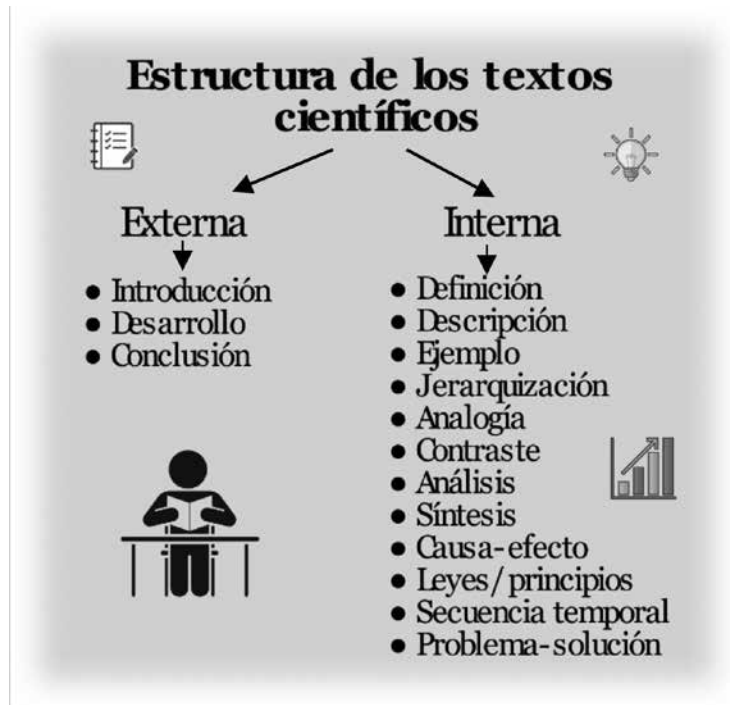 Estructura de los textos
científicos
Externa
● Introducción
● Desarrollo
● Conclusión
Interna
● Definición
● Descripción
● Ejemplo
● Jerarquización
● Analogía
● Contraste
● Análisis
● Síntesis
● Causa-efecto
● Leyes/principios
● Secuencia temporal
● Problema-solución